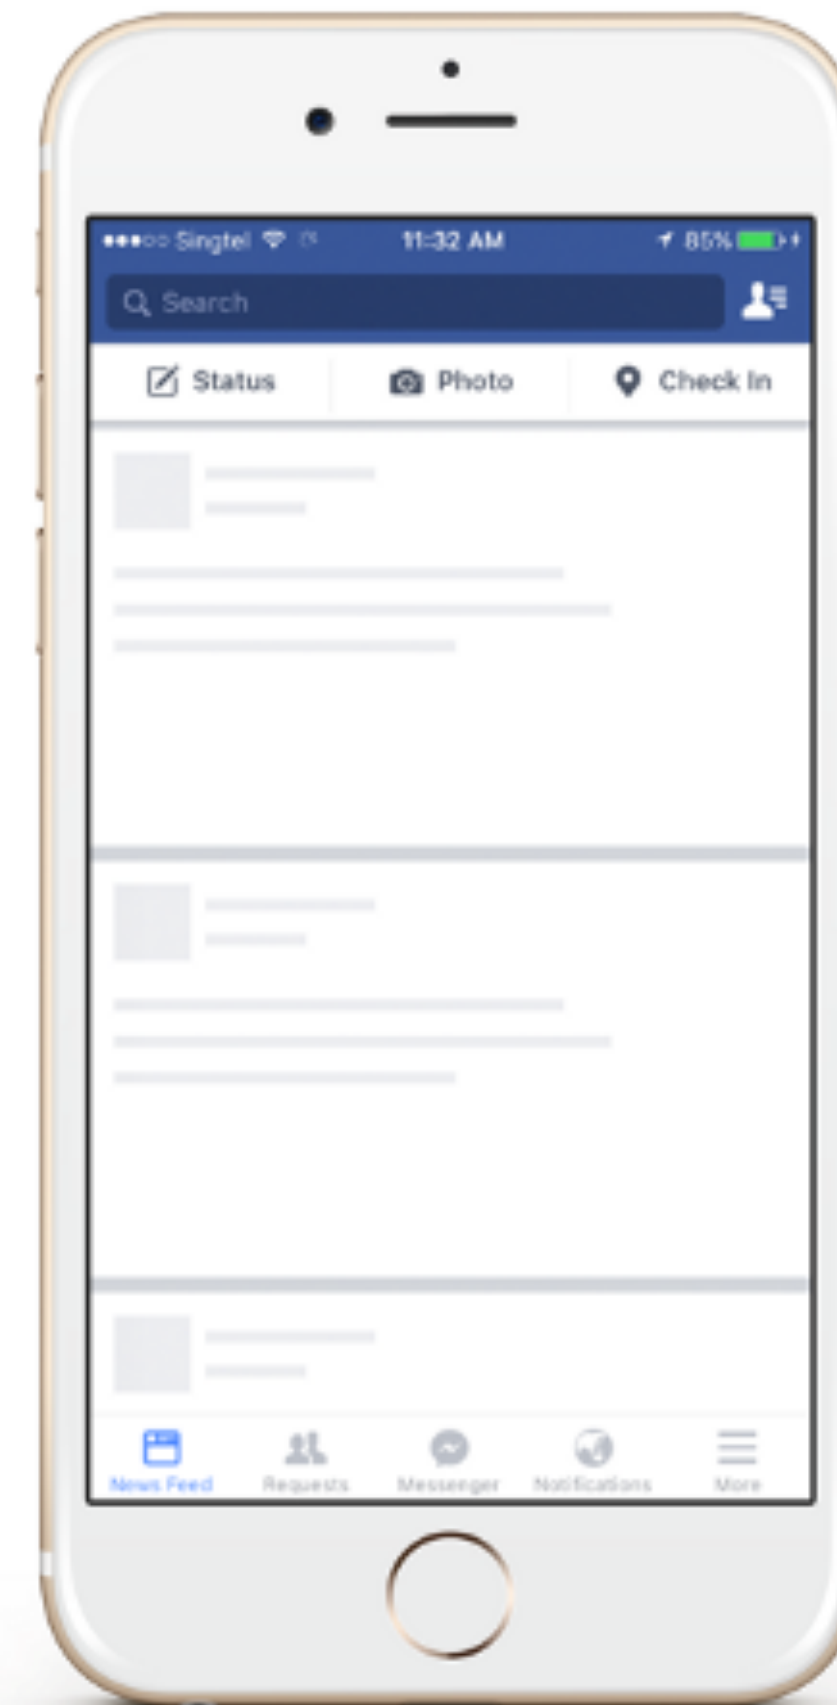 Singtel 11:32 AM 85%
Search
Status Photo Check In
News Feed Requests Messenger Notifications More